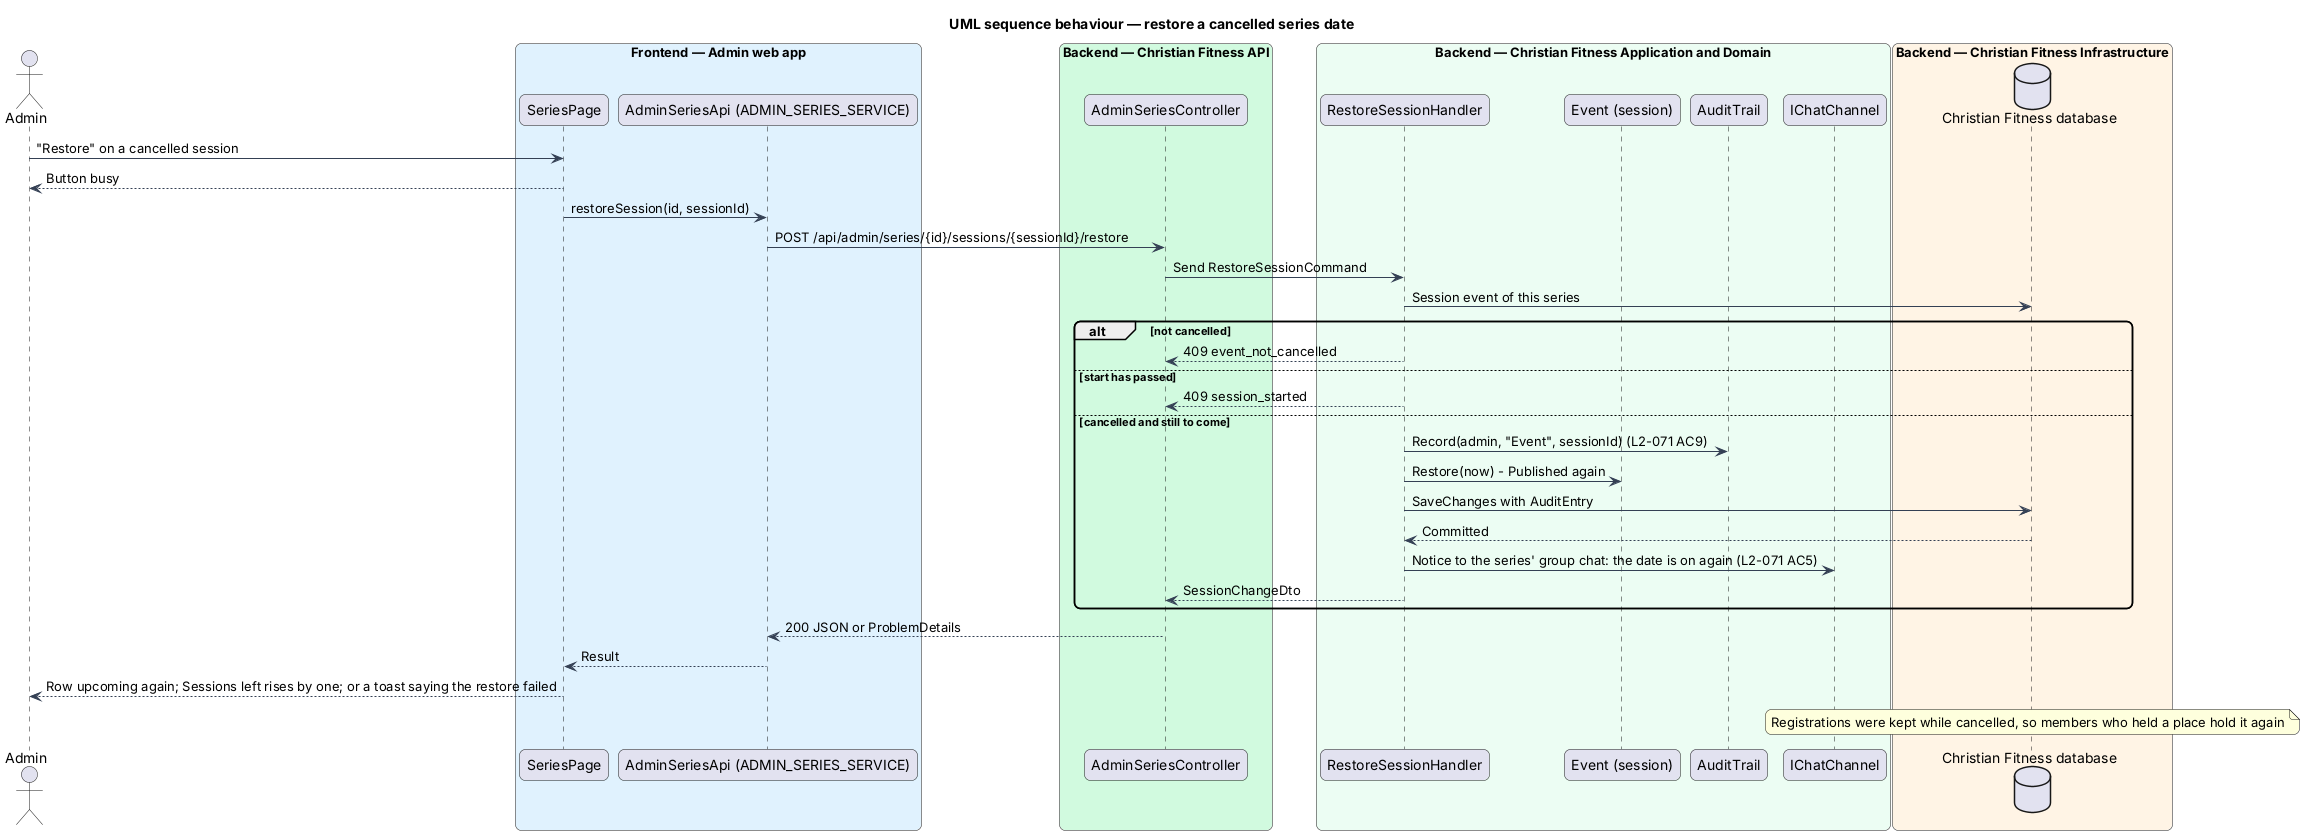 UML sequence behaviour — restore a cancelled series date
Frontend — Admin web app
Backend — Christian Fitness API
Backend — Christian Fitness Application and Domain
Backend — Christian Fitness Infrastructure
Admin
SeriesPage
AdminSeriesApi (ADMIN_SERIES_SERVICE)
AdminSeriesController
RestoreSessionHandler
Event (session)
AuditTrail
IChatChannel
Christian Fitness database
"Restore" on a cancelled session
Button busy
restoreSession(id, sessionId)
POST /api/admin/series/{id}/sessions/{sessionId}/restore
Send RestoreSessionCommand
Session event of this series
alt [not cancelled]
409 event_not_cancelled
[start has passed]
409 session_started
[cancelled and still to come]
Record(admin, "Event", sessionId) (L2-071 AC9)
Restore(now) - Published again
SaveChanges with AuditEntry
Committed
Notice to the series' group chat: the date is on again (L2-071 AC5)
SessionChangeDto
200 JSON or ProblemDetails
Result
Row upcoming again; Sessions left rises by one; or a toast saying the restore failed
Registrations were kept while cancelled, so members who held a place hold it again
Admin
SeriesPage
AdminSeriesApi (ADMIN_SERIES_SERVICE)
AdminSeriesController
RestoreSessionHandler
Event (session)
AuditTrail
IChatChannel
Christian Fitness database